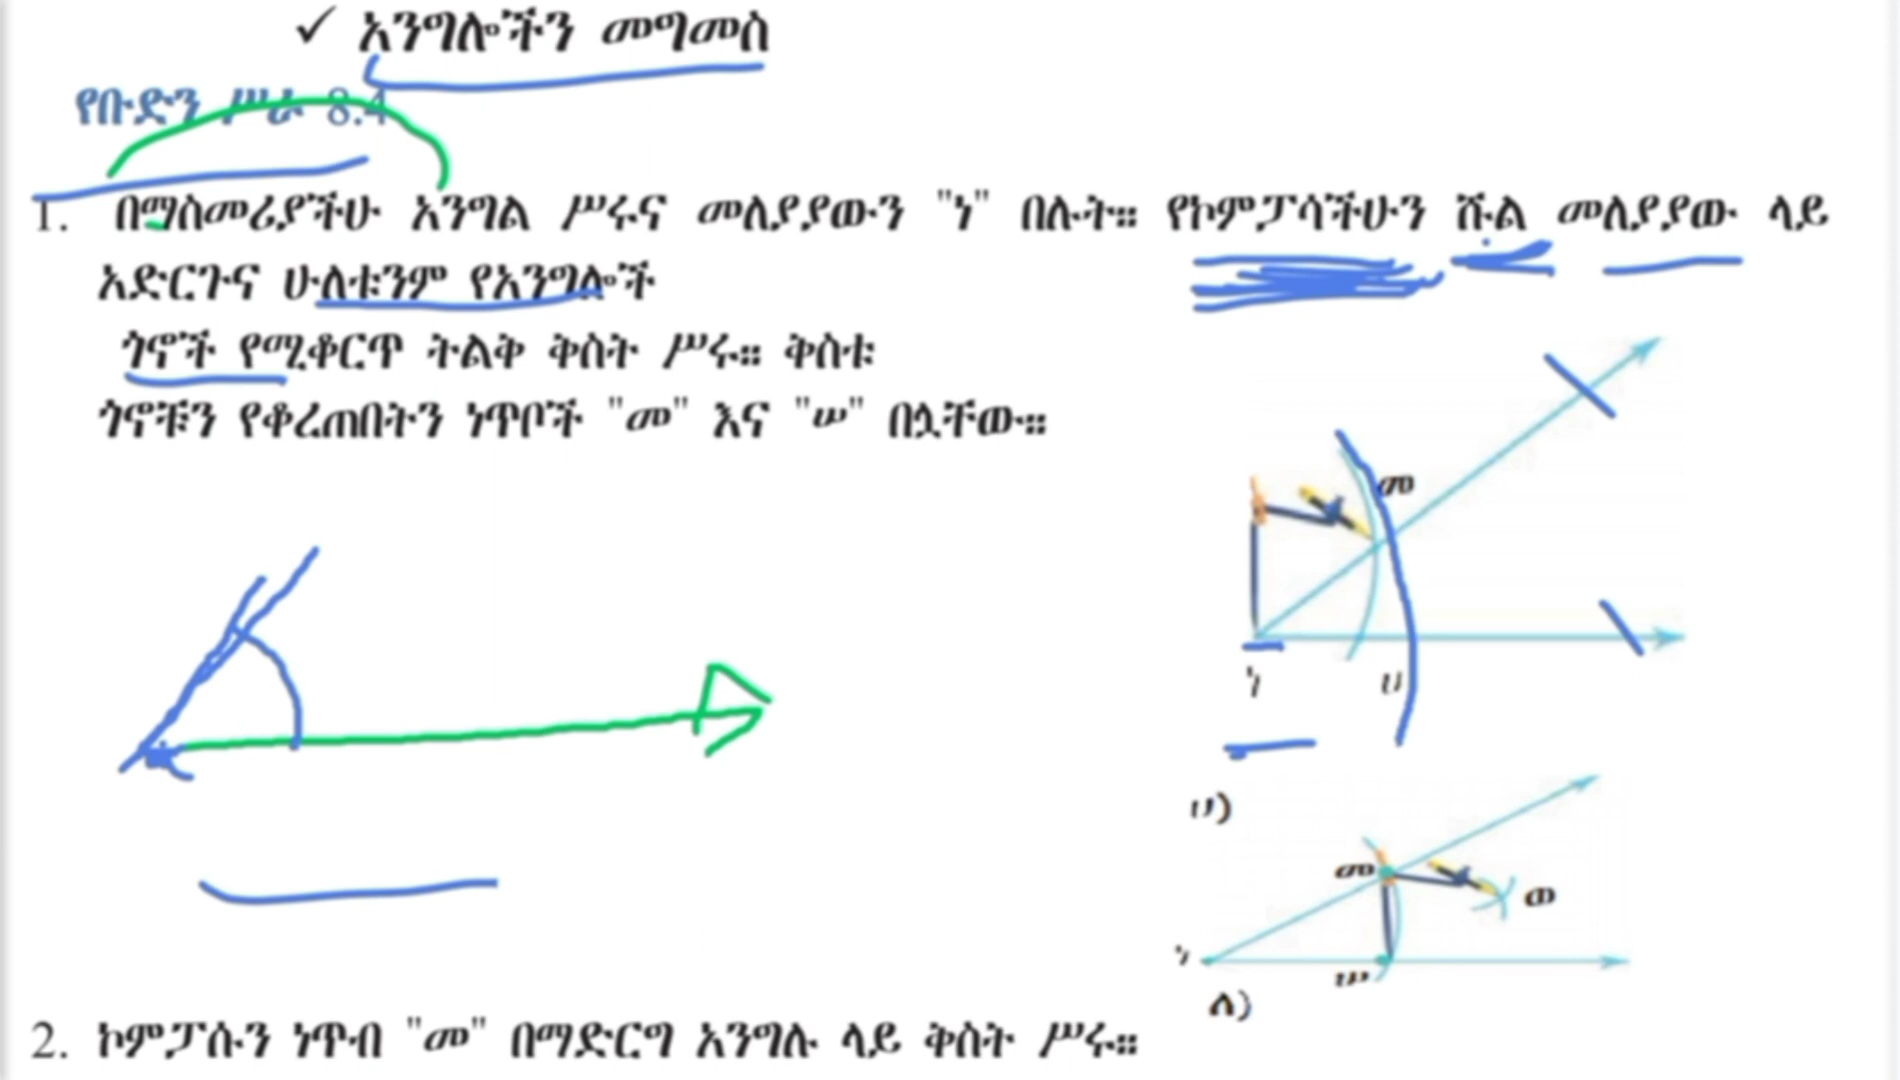 ✓ አንግሎችን መግመስ
የቡድን ሥራ 8.4
1. በማስመሪያችሁ አንግል ሥሩና መለያያውን "ነ" በሉት። የኮምፓሳችሁን ሹል መለያያው ላይ
አድርጉና ሁለቱንም የአንግሎች
ጎኖች የሚቆርጥ ትልቅ ቅስት ሥሩ። ቅስቱ
ጎኖቹን የቆረጠበትን ነጥቦች "መ" እና "ሠ" በሏቸው።
መ
ነ
ሀ
ሀ)
መ
ወ
ነ
ሠ
ለ)
2. ኮምፓሱን ነጥብ "መ" በማድርግ አንግሉ ላይ ቅስት ሥሩ።